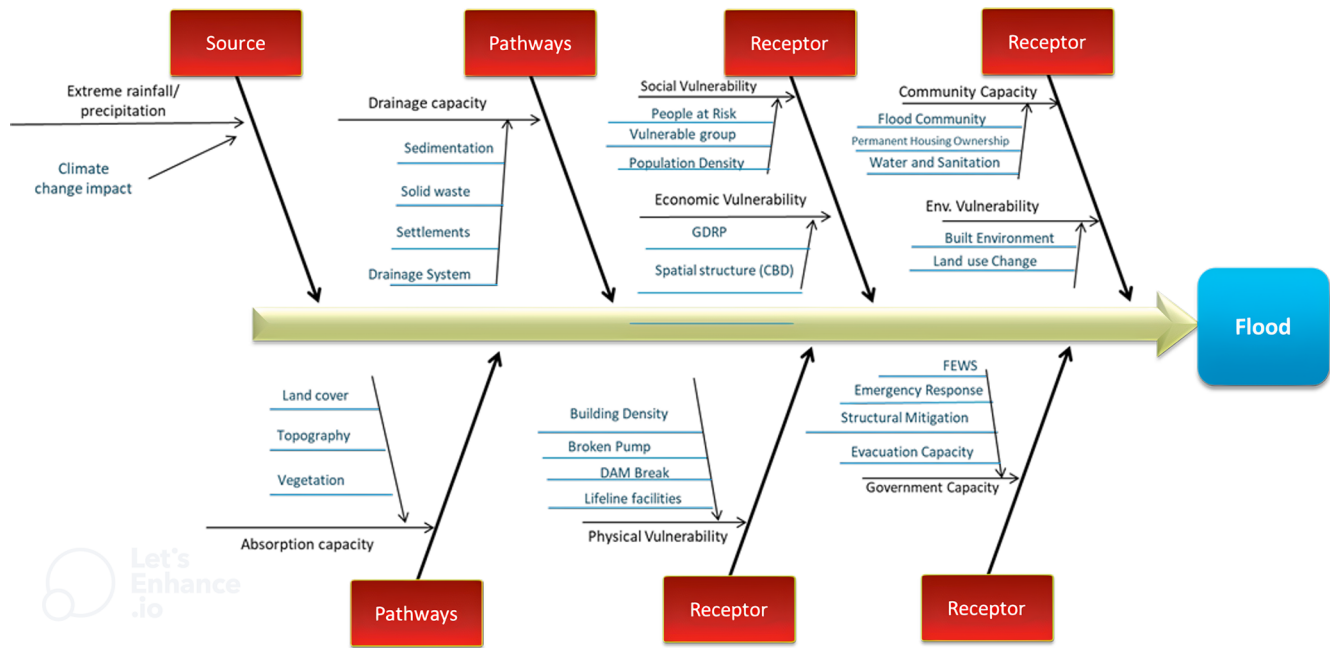 Source
Pathways
Receptor
Receptor
Extreme rainfall/
precipitation
Climate
change impact
Drainage capacity
Sedimentation
Solid waste
Settlements
Drainage System
Social Vulnerability
People at Risk
Vulnerable group
Population Density
Economic Vulnerability
GDRP
Spatial structure (CBD)
Community Capacity
Flood Community
Permanent Housing Ownership
Water and Sanitation
Env. Vulnerability
Built Environment
Land use Change
Flood
Land cover
Topography
Vegetation
Absorption capacity
Building Density
Broken Pump
DAM Break
Lifeline facilities
Physical Vulnerability
FEWS
Emergency Response
Structural Mitigation
Evacuation Capacity
Government Capacity
Let's
Enhance
.io
Pathways
Receptor
Receptor